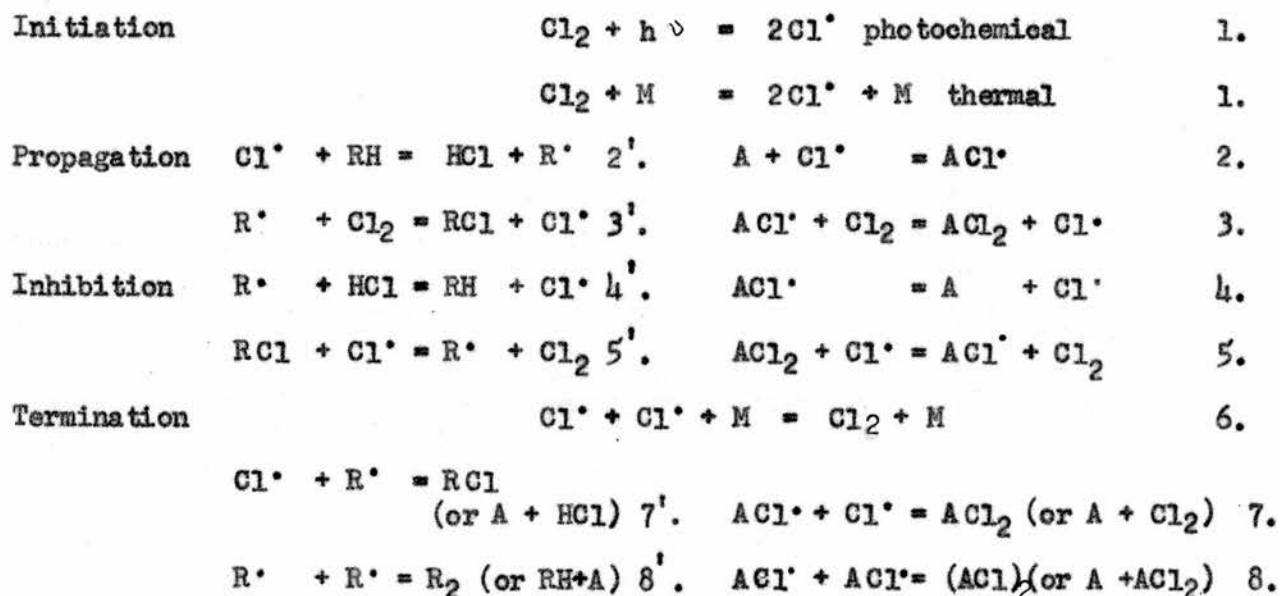 Initiation Cl2 + hν = 2Cl• photochemical 1.
Cl2 + M = 2Cl• + M thermal 1.
Propagation Cl• + RH = HCl + R• 2'. A + Cl• = ACl• 2.
R• + Cl2 = RCl + Cl• 3'. ACl• + Cl2 = ACl2 + Cl• 3.
Inhibition R• + HCl = RH + Cl• 4'. ACl• = A + Cl• 4.
RCl + Cl• = R• + Cl2 5'. ACl2 + Cl• = ACl• + Cl2 5.
Termination Cl• + Cl• + M = Cl2 + M 6.
Cl• + R• = RCl
(or A + HCl) 7'. ACl• + Cl• = ACl2 (or A + Cl2) 7.
R• + R• = R2 (or RH+A) 8'. ACl• + ACl•= (ACl)2(or A +ACl2) 8.